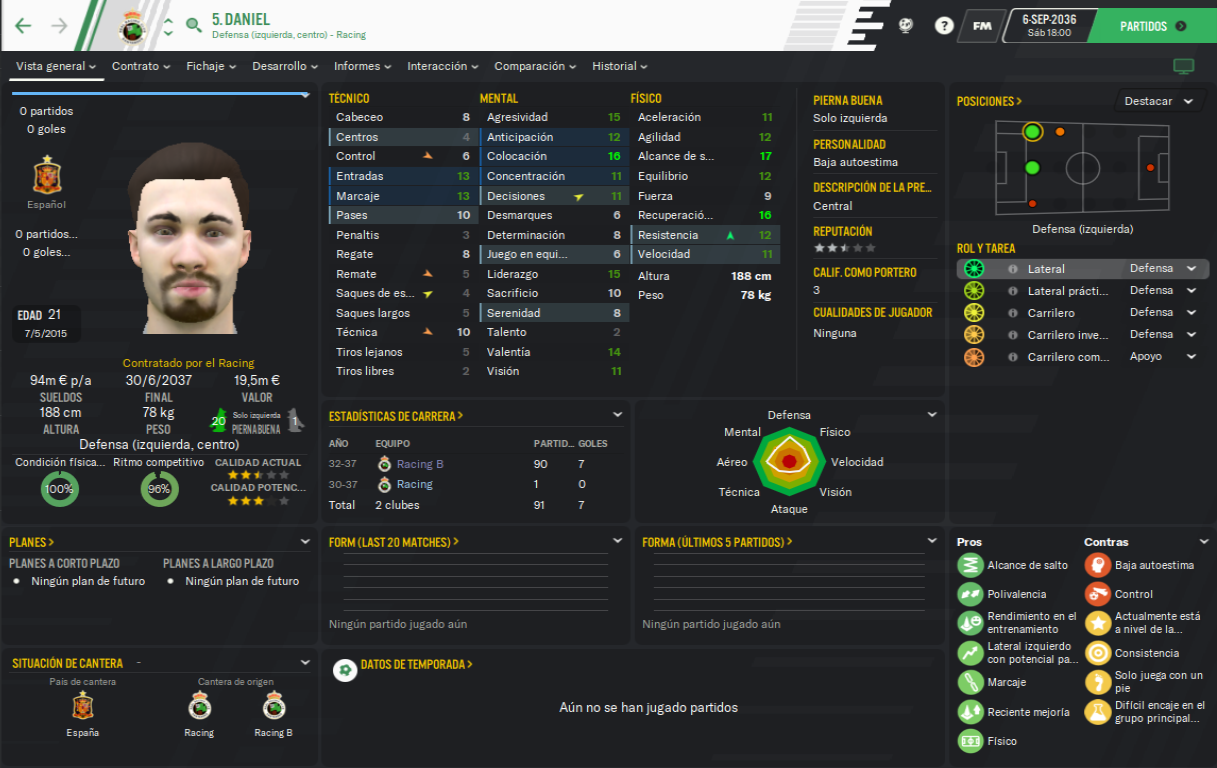 5. DANIEL
Defensa (izquierda, centro) - Racing
?
FM
6-SEP-2036
Sáb 18:00
PARTIDOS
Vista general
Contrato
Fichaje
Desarrollo
Informes
Interacción
Comparación
Historial
0 partidos
0 goles
Español
0 partidos...
0 goles...
EDAD 21
7/5/2015
Contratado por el Racing
94m € p/a
30/6/2037
19,5m €
SUELDOS
FINAL
VALOR
188 cm
78 kg
20
Solo izquierda
1
ALTURA
PESO
PIERNA BUENA
Defensa (izquierda, centro)
Condición física...
Ritmo competitivo
CALIDAD ACTUAL
100%
96%
CALIDAD POTENC...
TÉCNICO
Cabeceo 8
Centros 4
Control 6
Entradas 13
Marcaje 13
Pases 10
Penaltis 3
Regate 8
Remate 5
Saques de es... 4
Saques largos 5
Técnica 10
Tiros lejanos 5
Tiros libres 2
MENTAL
Agresividad 15
Anticipación 12
Colocación 16
Concentración 11
Decisiones 11
Desmarques 6
Determinación 8
Juego en equi... 6
Liderazgo 15
Sacrificio 10
Serenidad 8
Talento 2
Valentía 14
Visión 11
FÍSICO
Aceleración 11
Agilidad 12
Alcance de s... 17
Equilibrio 12
Fuerza 9
Recuperació... 16
Resistencia 12
Velocidad 11
Altura 188 cm
Peso 78 kg
PIERNA BUENA
Solo izquierda
PERSONALIDAD
Baja autoestima
DESCRIPCIÓN DE LA PRE...
Central
REPUTACIÓN
CALIF. COMO PORTERO
3
CUALIDADES DE JUGADOR
Ninguna
POSICIONES >
Destacar
Defensa (izquierda)
ROL Y TAREA
Lateral Defensa
Lateral prácti... Defensa
Carrilero Defensa
Carrilero inve... Defensa
Carrilero com... Apoyo
ESTADÍSTICAS DE CARRERA >
AÑO EQUIPO PARTID... GOLES
32-37 Racing B 90 7
30-37 Racing 1 0
Total 2 clubes 91 7
Defensa
Mental
Físico
Aéreo
Velocidad
Técnica
Visión
Ataque
PLANES >
PLANES A CORTO PLAZO
PLANES A LARGO PLAZO
• Ningún plan de futuro
• Ningún plan de futuro
FORM (LAST 20 MATCHES) >
Ningún partido jugado aún
FORMA (ÚLTIMOS 5 PARTIDOS) >
Ningún partido jugado aún
SITUACIÓN DE CANTERA -
País de cantera
Cantera de origen
España
Racing
Racing B
DATOS DE TEMPORADA >
Aún no se han jugado partidos
Pros
Alcance de salto
Polivalencia
Rendimiento en el
entrenamiento
Lateral izquierdo
con potencial pa...
Marcaje
Reciente mejoría
Físico
Contras
Baja autoestima
Control
Actualmente está
a nivel de la...
Consistencia
Solo juega con un
pie
Difícil encaje en el
grupo principal...